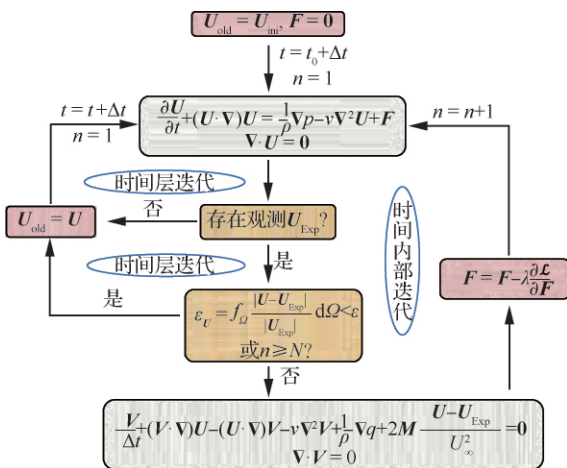 U_old = U_ini, F = 0
t = t_0+Δt
n = 1
∂U/∂t+(U·∇)U = 1/ρ∇p−ν∇²U+F
∇·U = 0
t = t+Δt
n = 1
n = n+1
时间层迭代
U_old = U
否
存在观测U_Exp?
时间内部迭代
时间层迭代
是
是
ε_U = f_Ω |U−U_Exp|/|U_Exp| dΩ<ε
或n≥N?
F = F−λ∂ℒ/∂F
否
V/Δt+(V·∇)U−(U·∇)V−ν∇²V+1/ρ∇q+2M (U−U_Exp)/U_∞² =0
∇·V = 0